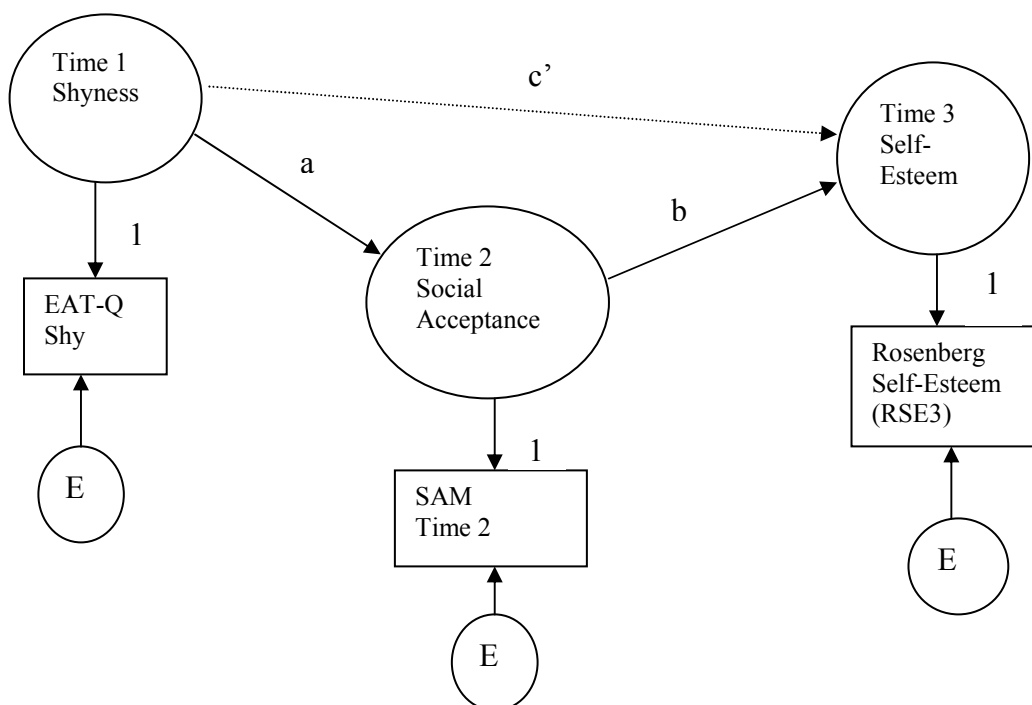 Time 1
Shyness
c’
Time 3
Self-
Esteem
a
b
1
Time 2
Social
Acceptance
EAT-Q
Shy
1
Rosenberg
Self-Esteem
(RSE3)
1
E
SAM
Time 2
E
E